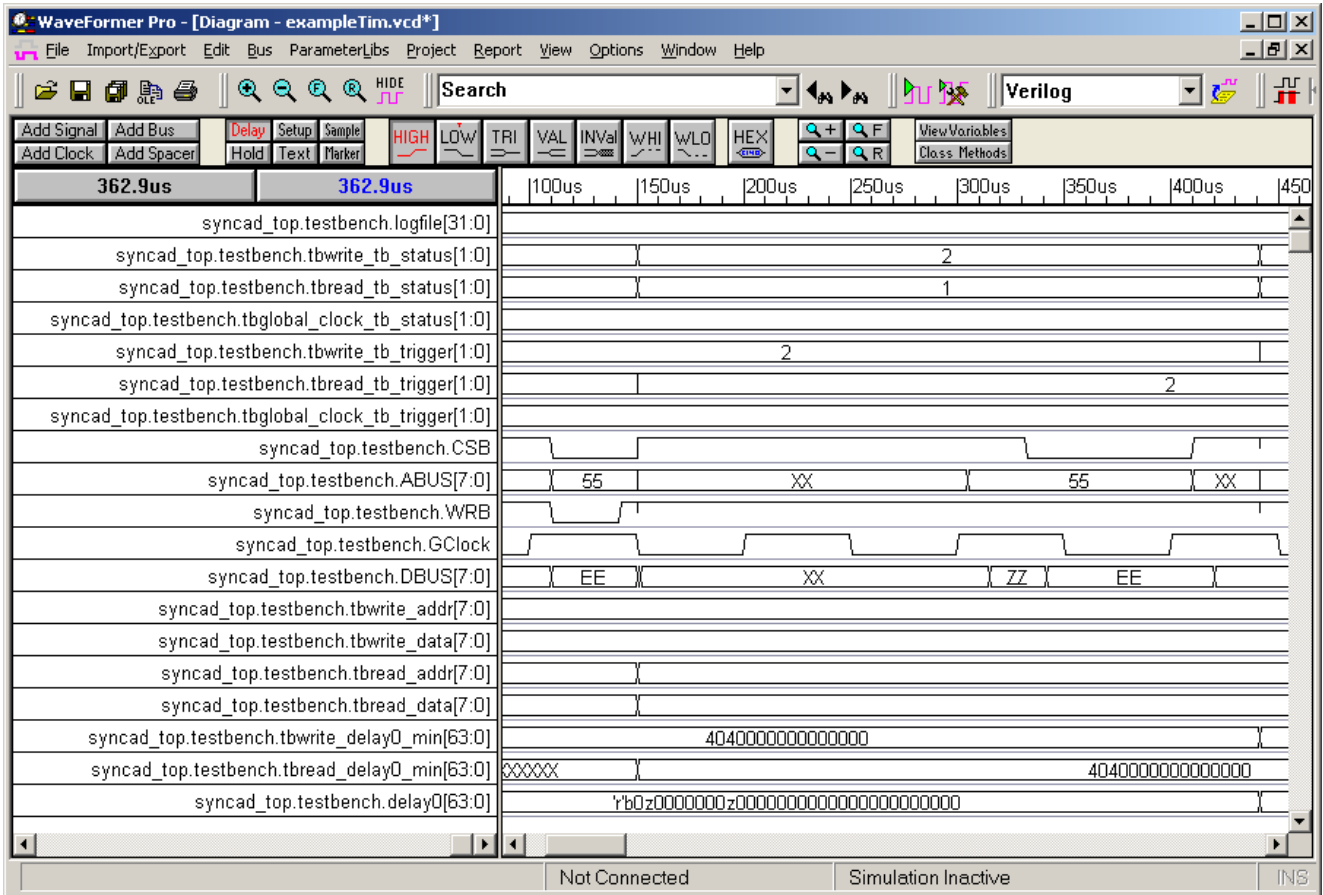 WaveFormer Pro - [Diagram - exampleTim.vcd*]
File Import/Export Edit Bus ParameterLibs Project Report View Options Window Help
OLE F R HIDE Search Verilog
Add Signal Add Bus Delay Setup Sample HIGH LOW TRI VAL INVal WHI WLO HEX + F View Variables
Add Clock Add Spacer Hold Text Marker - R Class Methods
362.9us 362.9us 100us 150us 200us 250us 300us 350us 400us 450
syncad_top.testbench.logfile[31:0]
syncad_top.testbench.tbwrite_tb_status[1:0] 2
syncad_top.testbench.tbread_tb_status[1:0] 1
syncad_top.testbench.tbglobal_clock_tb_status[1:0]
syncad_top.testbench.tbwrite_tb_trigger[1:0] 2
syncad_top.testbench.tbread_tb_trigger[1:0] 2
syncad_top.testbench.tbglobal_clock_tb_trigger[1:0]
syncad_top.testbench.CSB
syncad_top.testbench.ABUS[7:0] 55 XX 55 XX
syncad_top.testbench.WRB
syncad_top.testbench.GClock
syncad_top.testbench.DBUS[7:0] EE XX ZZ EE
syncad_top.testbench.tbwrite_addr[7:0]
syncad_top.testbench.tbwrite_data[7:0]
syncad_top.testbench.tbread_addr[7:0]
syncad_top.testbench.tbread_data[7:0]
syncad_top.testbench.tbwrite_delay0_min[63:0] 4040000000000000
syncad_top.testbench.tbread_delay0_min[63:0] XXXXXX 4040000000000000
syncad_top.testbench.delay0[63:0] 'r'b0z0000000z0000000000000000000000
Not Connected Simulation Inactive INS